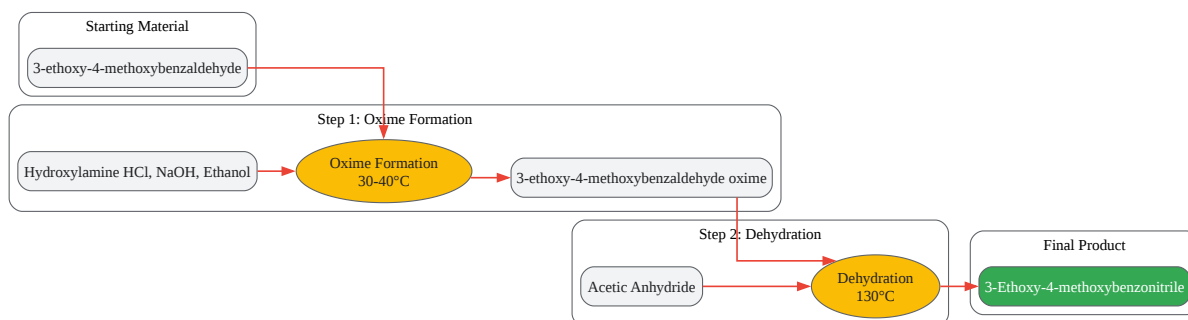 Starting Material
3-ethoxy-4-methoxybenzaldehyde
Step 1: Oxime Formation
Hydroxylamine HCl, NaOH, Ethanol
Oxime Formation
30-40°C
3-ethoxy-4-methoxybenzaldehyde oxime
Step 2: Dehydration
Acetic Anhydride
Dehydration
130°C
Final Product
3-Ethoxy-4-methoxybenzonitrile